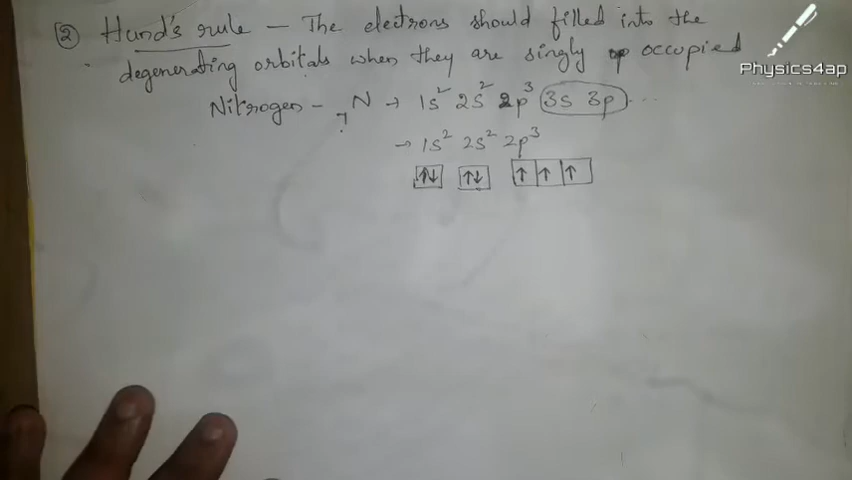 ② Hund's rule – The electrons should filled into the
degenerating orbitals when they are singly occupied
Physics4ap
Nitrogen – ₇N → 1s² 2s² 2p³ 3s 3p ...
→ 1s² 2s² 2p³
↑↓ ↑↓ ↑ ↑ ↑